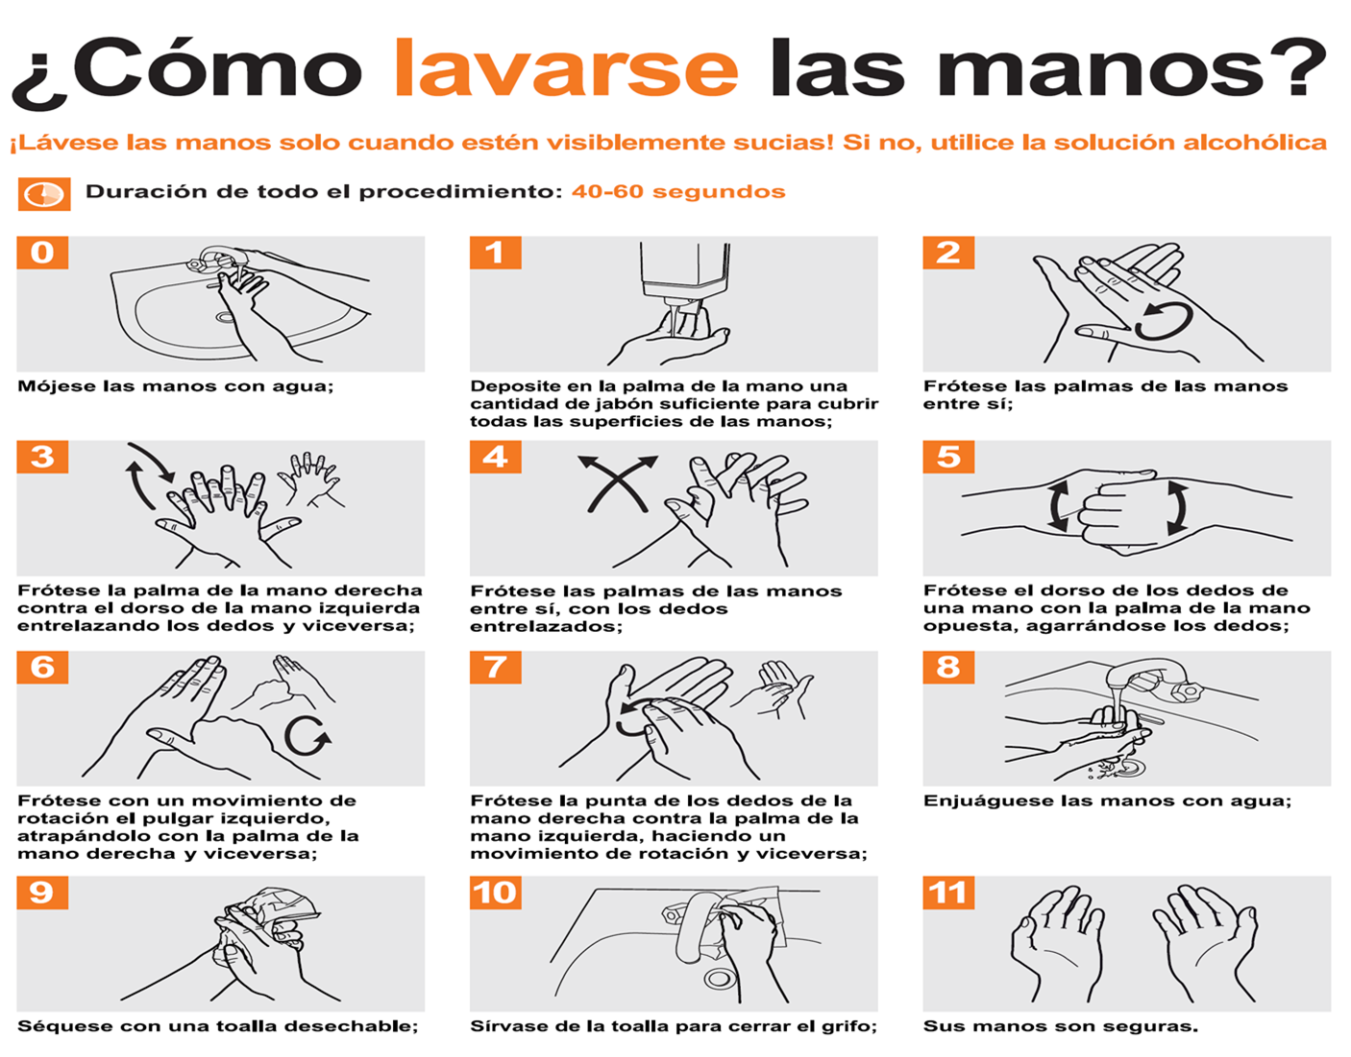 ¿Cómo lavarse las manos?
¡Lávese las manos solo cuando estén visiblemente sucias! Si no, utilice la solución alcohólica
Duración de todo el procedimiento: 40-60 segundos
0
Mójese las manos con agua;
1
Deposite en la palma de la mano una
cantidad de jabón suficiente para cubrir
todas las superficies de las manos;
2
Frótese las palmas de las manos
entre sí;
3
Frótese la palma de la mano derecha
contra el dorso de la mano izquierda
entrelazando los dedos y viceversa;
4
Frótese las palmas de las manos
entre sí, con los dedos
entrelazados;
5
Frótese el dorso de los dedos de
una mano con la palma de la mano
opuesta, agarrándose los dedos;
6
Frótese con un movimiento de
rotación el pulgar izquierdo,
atrapándolo con la palma de la
mano derecha y viceversa;
7
Frótese la punta de los dedos de la
mano derecha contra la palma de la
mano izquierda, haciendo un
movimiento de rotación y viceversa;
8
Enjuáguese las manos con agua;
9
Séquese con una toalla desechable;
10
Sírvase de la toalla para cerrar el grifo;
11
Sus manos son seguras.